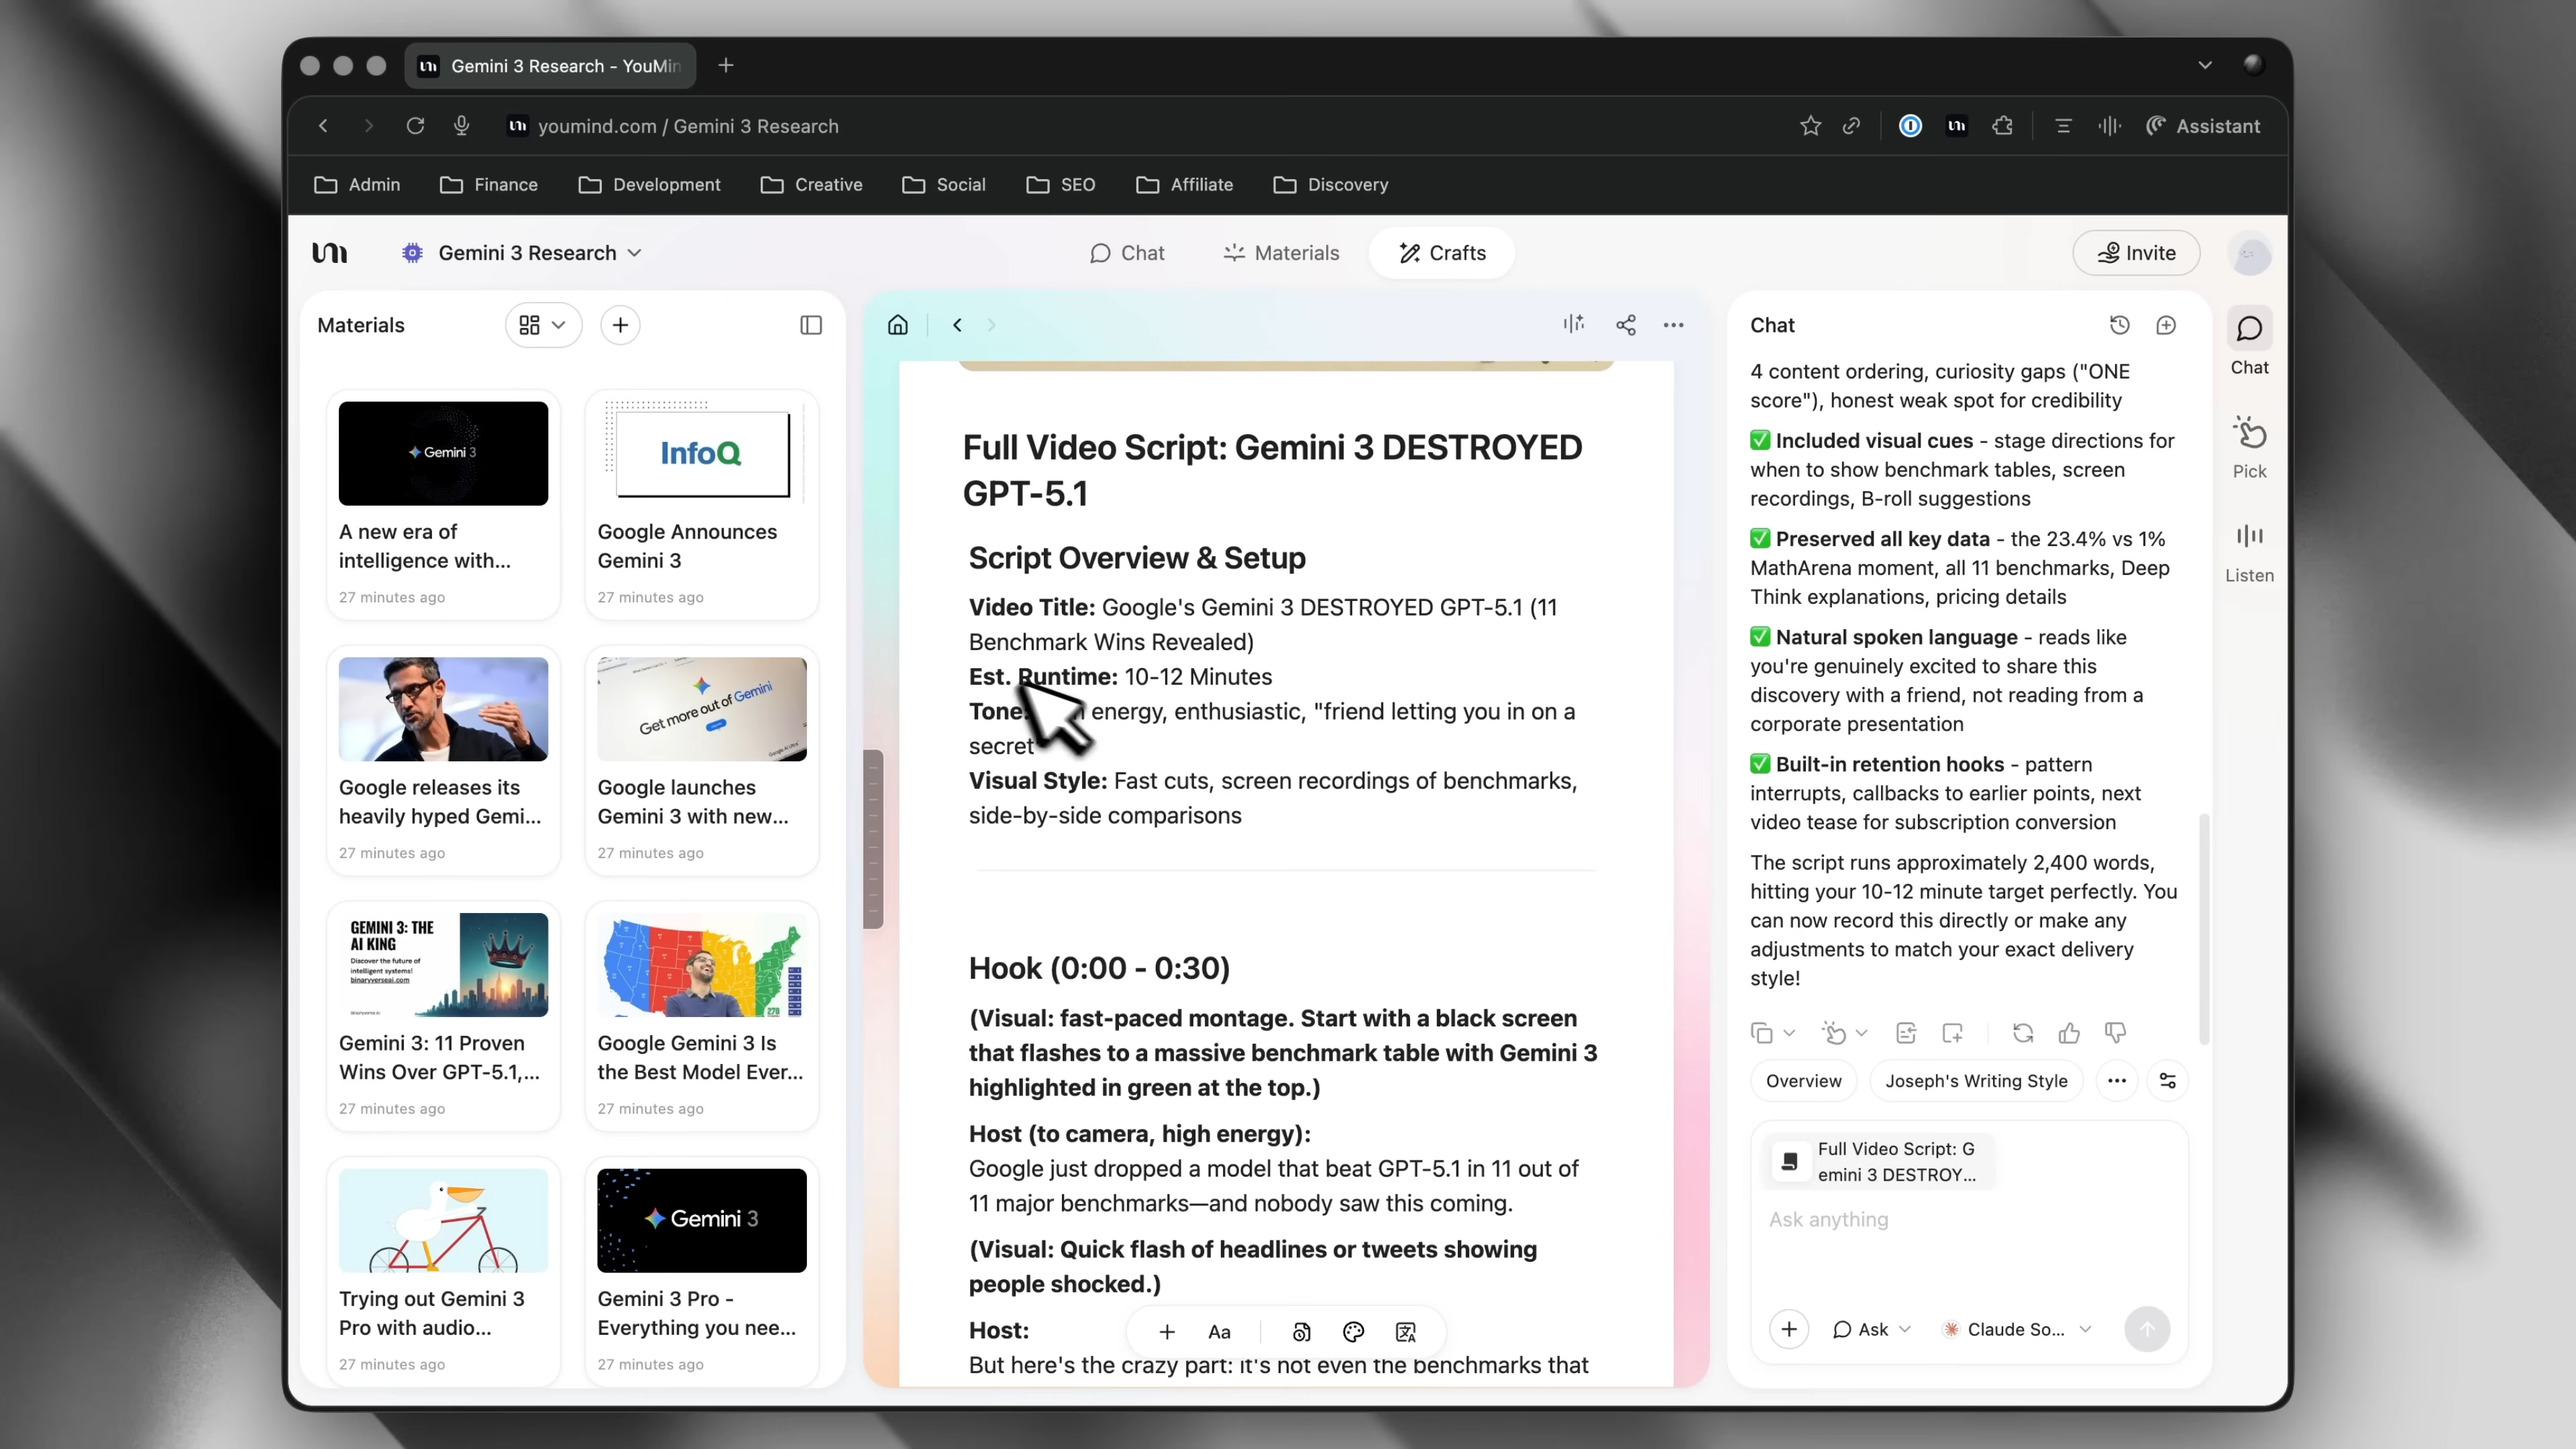 Gemini 3 Research - YouMin
youmind.com / Gemini 3 Research
Assistant
Admin
Finance
Development
Creative
Social
SEO
Affiliate
Discovery
Gemini 3 Research
Chat
Materials
Crafts
Invite
Materials
Gemini 3
A new era of
intelligence with...
27 minutes ago
InfoQ
Google Announces
Gemini 3
27 minutes ago
Google releases its
heavily hyped Gemi...
27 minutes ago
Get more out of Gemini
Google launches
Gemini 3 with new...
27 minutes ago
GEMINI 3: THE
AI KING
Discover the future of
intelligent systems!
binaryverseai.com
Gemini 3: 11 Proven
Wins Over GPT-5.1,...
27 minutes ago
270
Google Gemini 3 Is
the Best Model Ever...
27 minutes ago
Trying out Gemini 3
Pro with audio...
27 minutes ago
Gemini 3
Gemini 3 Pro -
Everything you nee...
27 minutes ago
Full Video Script: Gemini 3 DESTROYED
GPT-5.1
Script Overview & Setup
Video Title: Google's Gemini 3 DESTROYED GPT-5.1 (11
Benchmark Wins Revealed)
Est. Runtime: 10-12 Minutes
Tone: energy, enthusiastic, "friend letting you in on a
secret
Visual Style: Fast cuts, screen recordings of benchmarks,
side-by-side comparisons
Hook (0:00 - 0:30)
(Visual: fast-paced montage. Start with a black screen
that flashes to a massive benchmark table with Gemini 3
highlighted in green at the top.)
Host (to camera, high energy):
Google just dropped a model that beat GPT-5.1 in 11 out of
11 major benchmarks—and nobody saw this coming.
(Visual: Quick flash of headlines or tweets showing
people shocked.)
Host:
But here's the crazy part: it's not even the benchmarks that
Aa
Chat
4 content ordering, curiosity gaps ("ONE
score"), honest weak spot for credibility
✅ Included visual cues - stage directions for
when to show benchmark tables, screen
recordings, B-roll suggestions
✅ Preserved all key data - the 23.4% vs 1%
MathArena moment, all 11 benchmarks, Deep
Think explanations, pricing details
✅ Natural spoken language - reads like
you're genuinely excited to share this
discovery with a friend, not reading from a
corporate presentation
✅ Built-in retention hooks - pattern
interrupts, callbacks to earlier points, next
video tease for subscription conversion
The script runs approximately 2,400 words,
hitting your 10-12 minute target perfectly. You
can now record this directly or make any
adjustments to match your exact delivery
style!
Overview
Joseph's Writing Style
Full Video Script: G
emini 3 DESTROY...
Ask anything
Ask
Claude So...
Chat
Pick
Listen